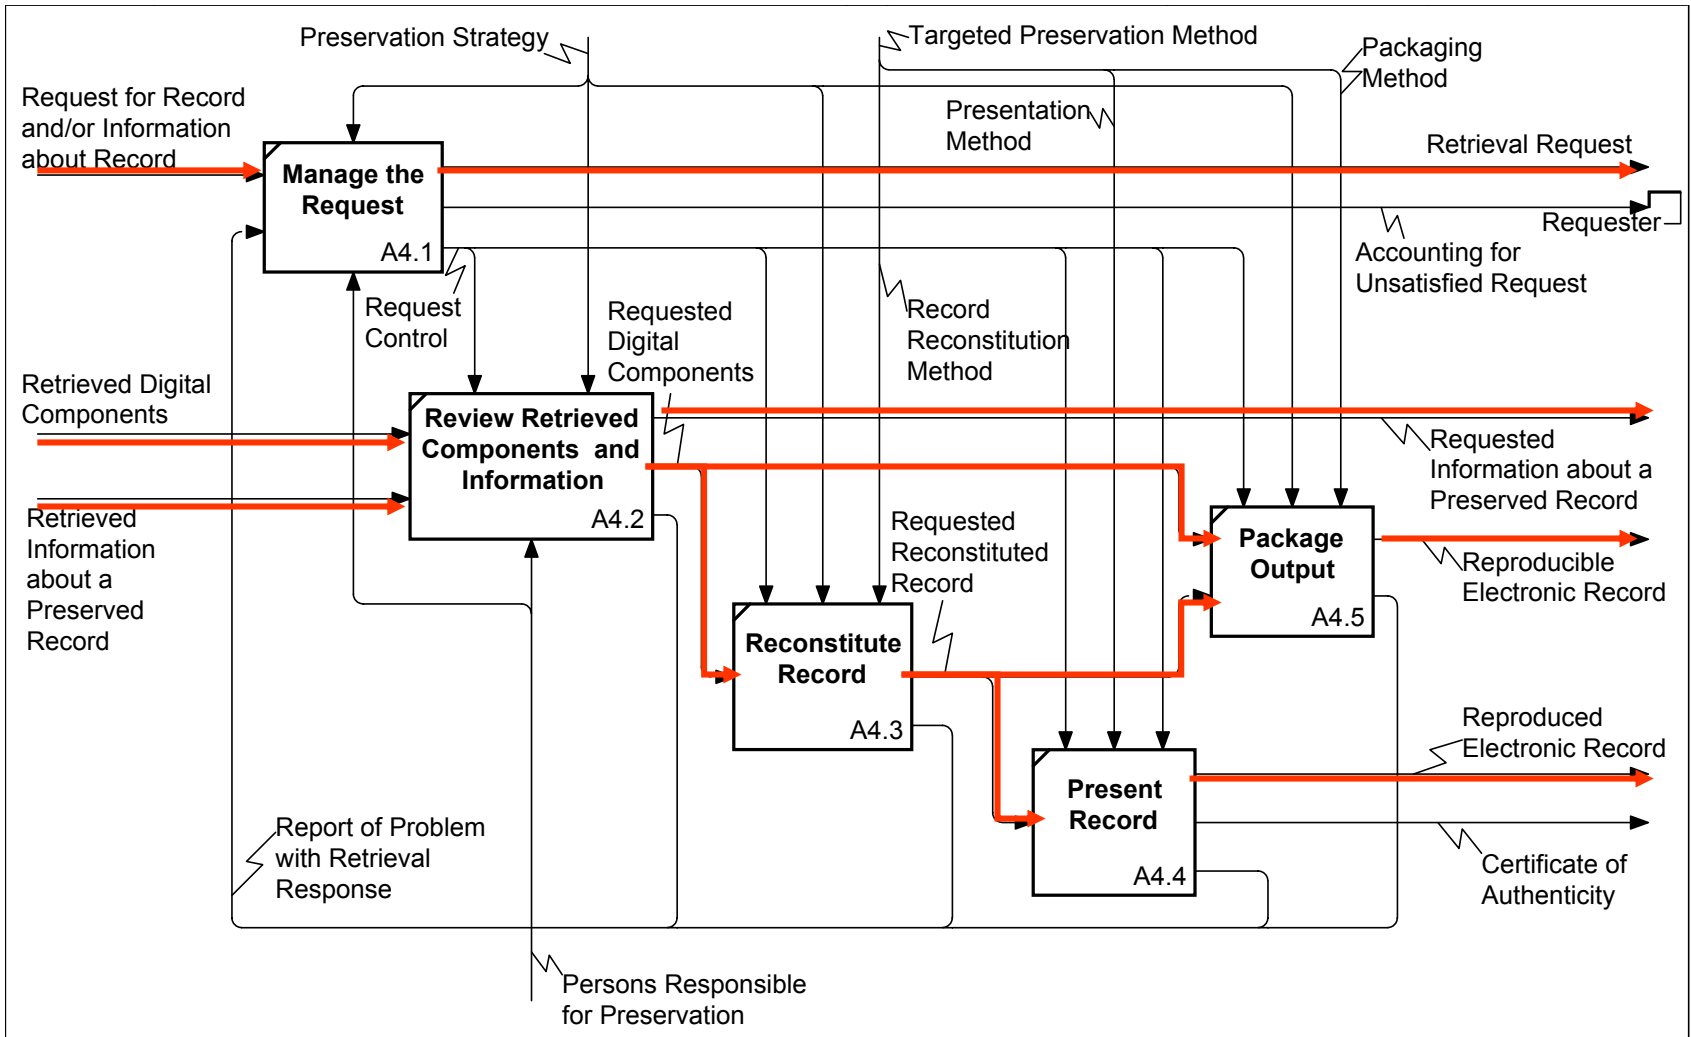 Preservation Strategy
Targeted Preservation Method
Packaging
Method
Request for Record
and/or Information
about Record
Presentation
Method
Retrieval Request
Manage the
Request
A4.1
Requester
Accounting for
Unsatisfied Request
Request
Control
Requested
Digital
Components
Record
Reconstitution
Method
Retrieved Digital
Components
Review Retrieved
Components and
Information
A4.2
Requested
Information about a
Preserved Record
Retrieved
Information
about a
Preserved
Record
Requested
Reconstituted
Record
Package
Output
A4.5
Reproducible
Electronic Record
Reconstitute
Record
A4.3
Reproduced
Electronic Record
Present
Record
A4.4
Report of Problem
with Retrieval
Response
Certificate of
Authenticity
Persons Responsible
for Preservation